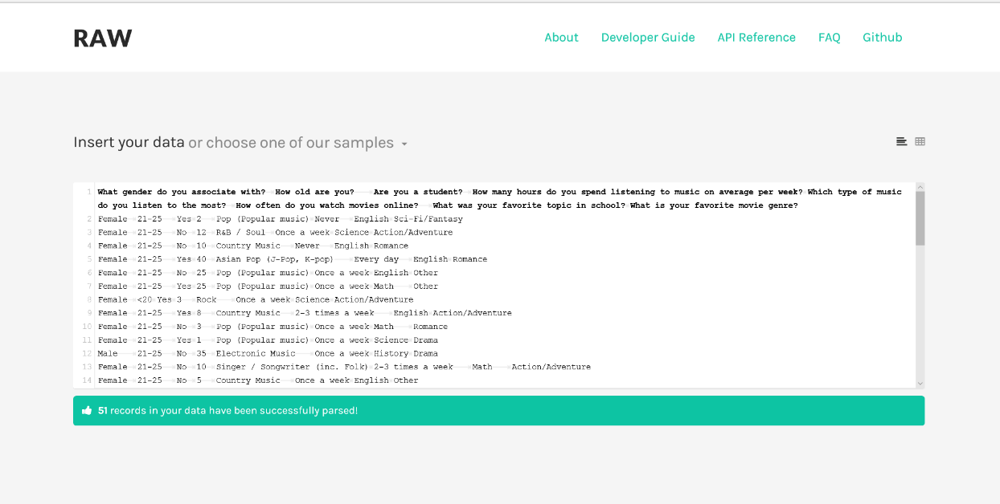 RAW
About Developer Guide API Reference FAQ Github
Insert your data or choose one of our samples
1 What gender do you associate with? How old are you? Are you a student? How many hours do you spend listening to music on average per week? Which type of music
do you listen to the most? How often do you watch movies online? What was your favorite topic in school? What is your favorite movie genre?
2 Female 21-25 Yes 2 Pop (Popular music) Never English Sci-Fi/Fantasy
3 Female 21-25 No 12 R&B / Soul Once a week Science Action/Adventure
4 Female 21-25 No 10 Country Music Never English Romance
5 Female 21-25 Yes 40 Asian Pop (J-Pop, K-pop) Every day English Romance
6 Female 21-25 No 25 Pop (Popular music) Once a week English Other
7 Female 21-25 Yes 25 Pop (Popular music) Once a week Math Other
8 Female <20 Yes 3 Rock Once a week Science Action/Adventure
9 Female 21-25 Yes 8 Country Music 2-3 times a week English Action/Adventure
10 Female 21-25 No 3 Pop (Popular music) Once a week Math Romance
11 Female 21-25 Yes 1 Pop (Popular music) Once a week Science Drama
12 Male 21-25 No 35 Electronic Music Once a week History Drama
13 Female 21-25 No 10 Singer / Songwriter (inc. Folk) 2-3 times a week Math Action/Adventure
14 Female 21-25 No 5 Country Music Once a week English Other
51 records in your data have been successfully parsed!